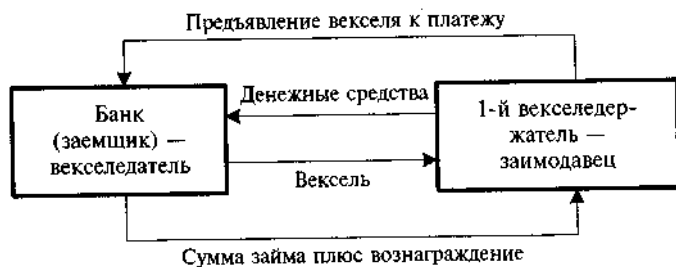 Предъявление векселя к платежу
Банк
(заемщик) —
векселедатель
Денежные средства
Вексель
1-й векселедер-
жатель —
заимодавец
Сумма займа плюс вознаграждение